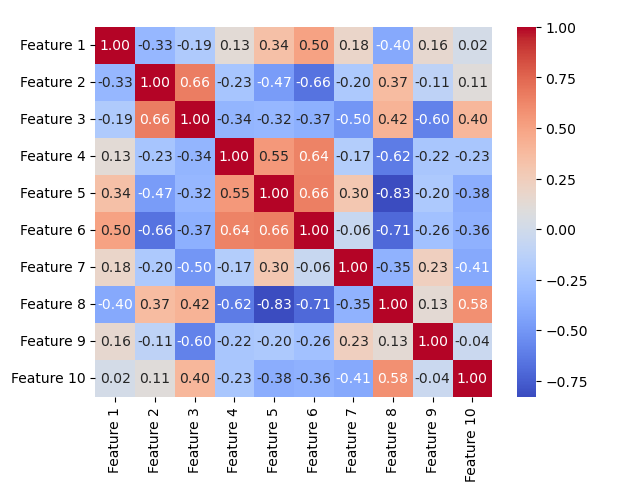 Feature 1 1.00 -0.33 -0.19 0.13 0.34 0.50 0.18 -0.40 0.16 0.02
Feature 2 -0.33 1.00 0.66 -0.23 -0.47 -0.66 -0.20 0.37 -0.11 0.11
Feature 3 -0.19 0.66 1.00 -0.34 -0.32 -0.37 -0.50 0.42 -0.60 0.40
Feature 4 0.13 -0.23 -0.34 1.00 0.55 0.64 -0.17 -0.62 -0.22 -0.23
Feature 5 0.34 -0.47 -0.32 0.55 1.00 0.66 0.30 -0.83 -0.20 -0.38
Feature 6 0.50 -0.66 -0.37 0.64 0.66 1.00 -0.06 -0.71 -0.26 -0.36
Feature 7 0.18 -0.20 -0.50 -0.17 0.30 -0.06 1.00 -0.35 0.23 -0.41
Feature 8 -0.40 0.37 0.42 -0.62 -0.83 -0.71 -0.35 1.00 0.13 0.58
Feature 9 0.16 -0.11 -0.60 -0.22 -0.20 -0.26 0.23 0.13 1.00 -0.04
Feature 10 0.02 0.11 0.40 -0.23 -0.38 -0.36 -0.41 0.58 -0.04 1.00
Feature 1
Feature 2
Feature 3
Feature 4
Feature 5
Feature 6
Feature 7
Feature 8
Feature 9
Feature 10
1.00
0.75
0.50
0.25
0.00
−0.25
−0.50
−0.75